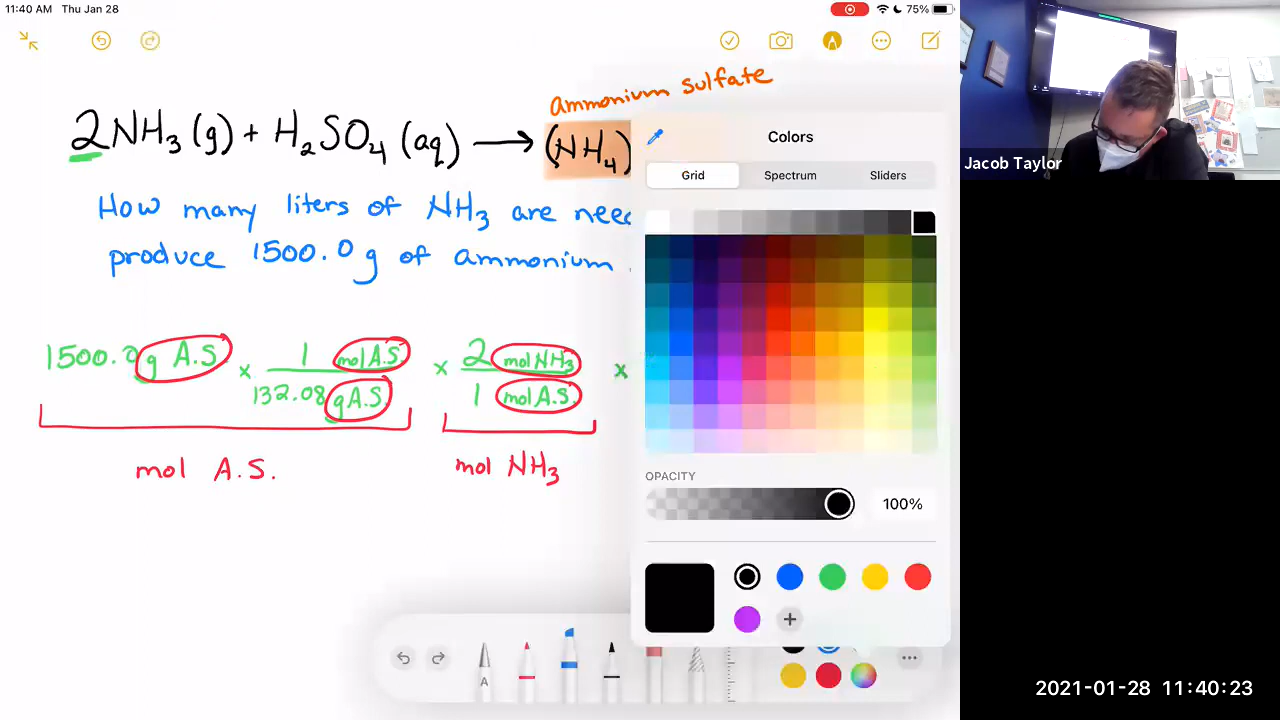 11:40 AM Thu Jan 28
75%
ammonium sulfate
2NH₃ (g) + H₂SO₄ (aq) → (NH₄)
How many liters of NH₃ are
produce 1500.0 g of ammonium
1500.0 g A.S × 1 mol A.S. / 132.08 g A.S. × 2 mol NH₃ / 1 mol A.S. ×
mol A.S.
mol NH₃
Colors
Grid Spectrum Sliders
OPACITY
100%
A
Jacob Taylor
2021-01-28 11:40:23